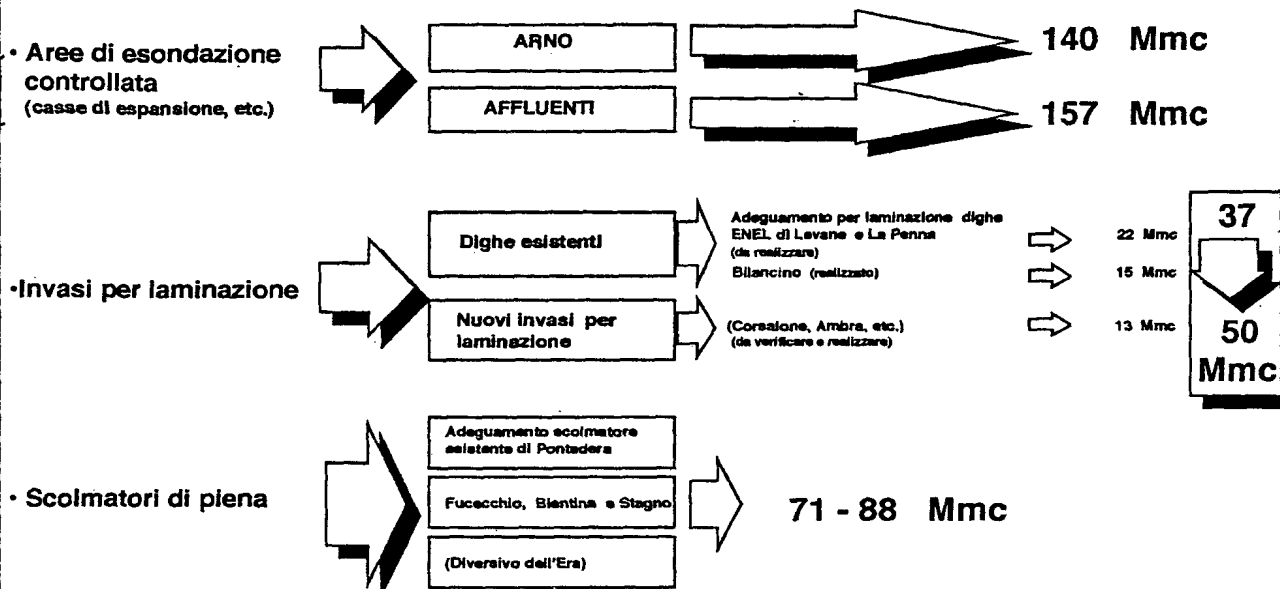 · Aree di esondazione
controllata
(casse di espansione, etc.)
ARNO
140 Mmc
AFFLUENTI
157 Mmc
·Invasi per laminazione
Dighe esistenti
Adeguamento per laminazione dighe
ENEL di Levane e La Penna
(da realizzare)
22 Mmc
Bilancino (realizzato)
15 Mmc
Nuovi invasi per
laminazione
(Corsalone, Ambra, etc.)
(da verificare e realizzare)
13 Mmc
37
50
Mmc
· Scolmatori di piena
Adeguamento scolmatore
esistente di Pontedera
Fucecchio, Bientina e Stagno
(Diversivo dell'Era)
71 - 88 Mmc